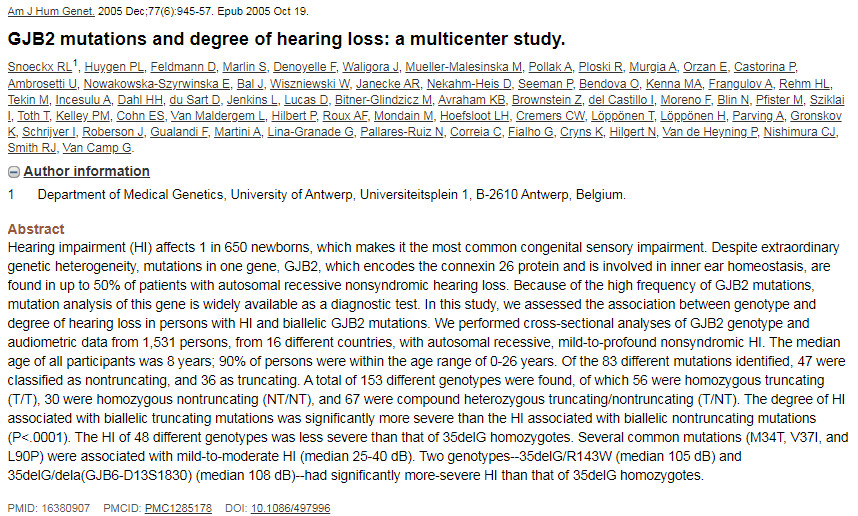 Am J Hum Genet. 2005 Dec;77(6):945-57. Epub 2005 Oct 19.
GJB2 mutations and degree of hearing loss: a multicenter study.
Snoeckx RL1, Huygen PL, Feldmann D, Marlin S, Denoyelle F, Waligora J, Mueller-Malesinska M, Pollak A, Ploski R, Murgia A, Orzan E, Castorina P,
Ambrosetti U, Nowakowska-Szyrwinska E, Bal J, Wiszniewski W, Janecke AR, Nekahm-Heis D, Seeman P, Bendova O, Kenna MA, Frangulov A, Rehm HL,
Tekin M, Incesulu A, Dahl HH, du Sart D, Jenkins L, Lucas D, Bitner-Glindzicz M, Avraham KB, Brownstein Z, del Castillo I, Moreno F, Blin N, Pfister M, Sziklai
I, Toth T, Kelley PM, Cohn ES, Van Maldergem L, Hilbert P, Roux AF, Mondain M, Hoefsloot LH, Cremers CW, Löppönen T, Löppönen H, Parving A, Gronskov
K, Schrijver I, Roberson J, Gualandi F, Martini A, Lina-Granade G, Pallares-Ruiz N, Correia C, Fialho G, Cryns K, Hilgert N, Van de Heyning P, Nishimura CJ,
Smith RJ, Van Camp G.
Author information
1 Department of Medical Genetics, University of Antwerp, Universiteitsplein 1, B-2610 Antwerp, Belgium.
Abstract
Hearing impairment (HI) affects 1 in 650 newborns, which makes it the most common congenital sensory impairment. Despite extraordinary
genetic heterogeneity, mutations in one gene, GJB2, which encodes the connexin 26 protein and is involved in inner ear homeostasis, are
found in up to 50% of patients with autosomal recessive nonsyndromic hearing loss. Because of the high frequency of GJB2 mutations,
mutation analysis of this gene is widely available as a diagnostic test. In this study, we assessed the association between genotype and
degree of hearing loss in persons with HI and biallelic GJB2 mutations. We performed cross-sectional analyses of GJB2 genotype and
audiometric data from 1,531 persons, from 16 different countries, with autosomal recessive, mild-to-profound nonsyndromic HI. The median
age of all participants was 8 years; 90% of persons were within the age range of 0-26 years. Of the 83 different mutations identified, 47 were
classified as nontruncating, and 36 as truncating. A total of 153 different genotypes were found, of which 56 were homozygous truncating
(T/T), 30 were homozygous nontruncating (NT/NT), and 67 were compound heterozygous truncating/nontruncating (T/NT). The degree of HI
associated with biallelic truncating mutations was significantly more severe than the HI associated with biallelic nontruncating mutations
(P<.0001). The HI of 48 different genotypes was less severe than that of 35delG homozygotes. Several common mutations (M34T, V37I, and
L90P) were associated with mild-to-moderate HI (median 25-40 dB). Two genotypes--35delG/R143W (median 105 dB) and
35delG/dela(GJB6-D13S1830) (median 108 dB)--had significantly more-severe HI than that of 35delG homozygotes.
PMID: 16380907 PMCID: PMC1285178 DOI: 10.1086/497996